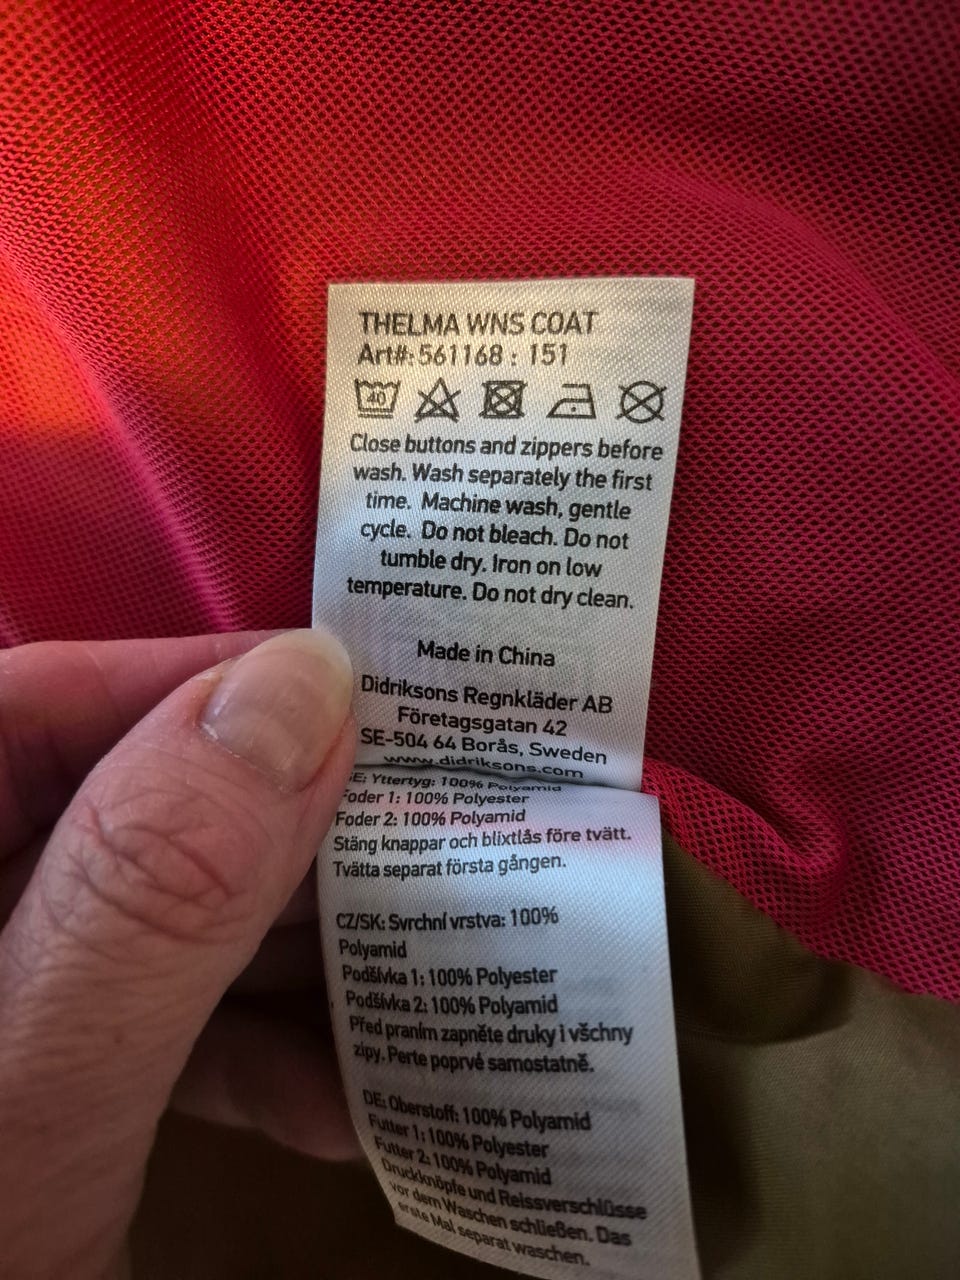 THELMA WNS COAT
Art#: 561168 : 151
40
Close buttons and zippers before
wash. Wash separately the first
time. Machine wash, gentle
cycle. Do not bleach. Do not
tumble dry. Iron on low
temperature. Do not dry clean.
Made in China
Didriksons Regnkläder AB
Företagsgatan 42
SE-504 64 Borås, Sweden
www.didriksons.com
SE: Yttertyg: 100% Polyamid
Foder 1: 100% Polyester
Foder 2: 100% Polyamid
Stäng knappar och blixtlås före tvätt.
Tvätta separat första gången.
CZ/SK: Svrchní vrstva: 100%
Polyamid
Podšívka 1: 100% Polyester
Podšívka 2: 100% Polyamid
Před praním zapněte druky i všchny
zipy. Perte poprvé samostatně.
DE: Oberstoff: 100% Polyamid
Futter 1: 100% Polyester
Futter 2: 100% Polyamid
Druckknöpfe und Reissverschlüsse
vor dem Waschen schließen. Das
erste Mal separat waschen.